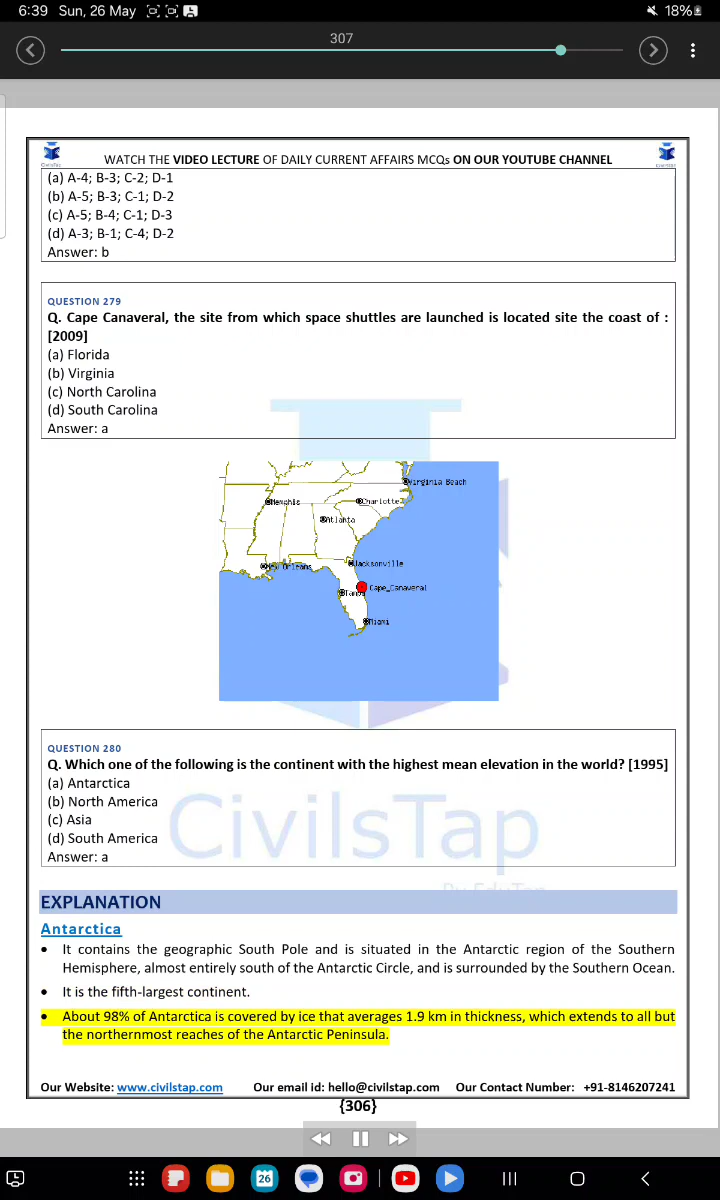 6:39 Sun, 26 May
18%
307
WATCH THE VIDEO LECTURE OF DAILY CURRENT AFFAIRS MCQs ON OUR YOUTUBE CHANNEL
(a) A-4; B-3; C-2; D-1
(b) A-5; B-3; C-1; D-2
(c) A-5; B-4; C-1; D-3
(d) A-3; B-1; C-4; D-2
Answer: b
QUESTION 279
Q. Cape Canaveral, the site from which space shuttles are launched is located site the coast of :
[2009]
(a) Florida
(b) Virginia
(c) North Carolina
(d) South Carolina
Answer: a
Virginia Beach
Memphis
Charlotte
Atlanta
New Orleans
Jacksonville
Cape_Canaveral
Tampa
Miami
QUESTION 280
Q. Which one of the following is the continent with the highest mean elevation in the world? [1995]
(a) Antarctica
(b) North America
(c) Asia
(d) South America
Answer: a
CivilsTap
By EduTap
EXPLANATION
Antarctica
• It contains the geographic South Pole and is situated in the Antarctic region of the Southern
Hemisphere, almost entirely south of the Antarctic Circle, and is surrounded by the Southern Ocean.
• It is the fifth-largest continent.
• About 98% of Antarctica is covered by ice that averages 1.9 km in thickness, which extends to all but
the northernmost reaches of the Antarctic Peninsula.
Our Website: www.civilstap.com Our email id: hello@civilstap.com Our Contact Number: +91-8146207241
{306}
26